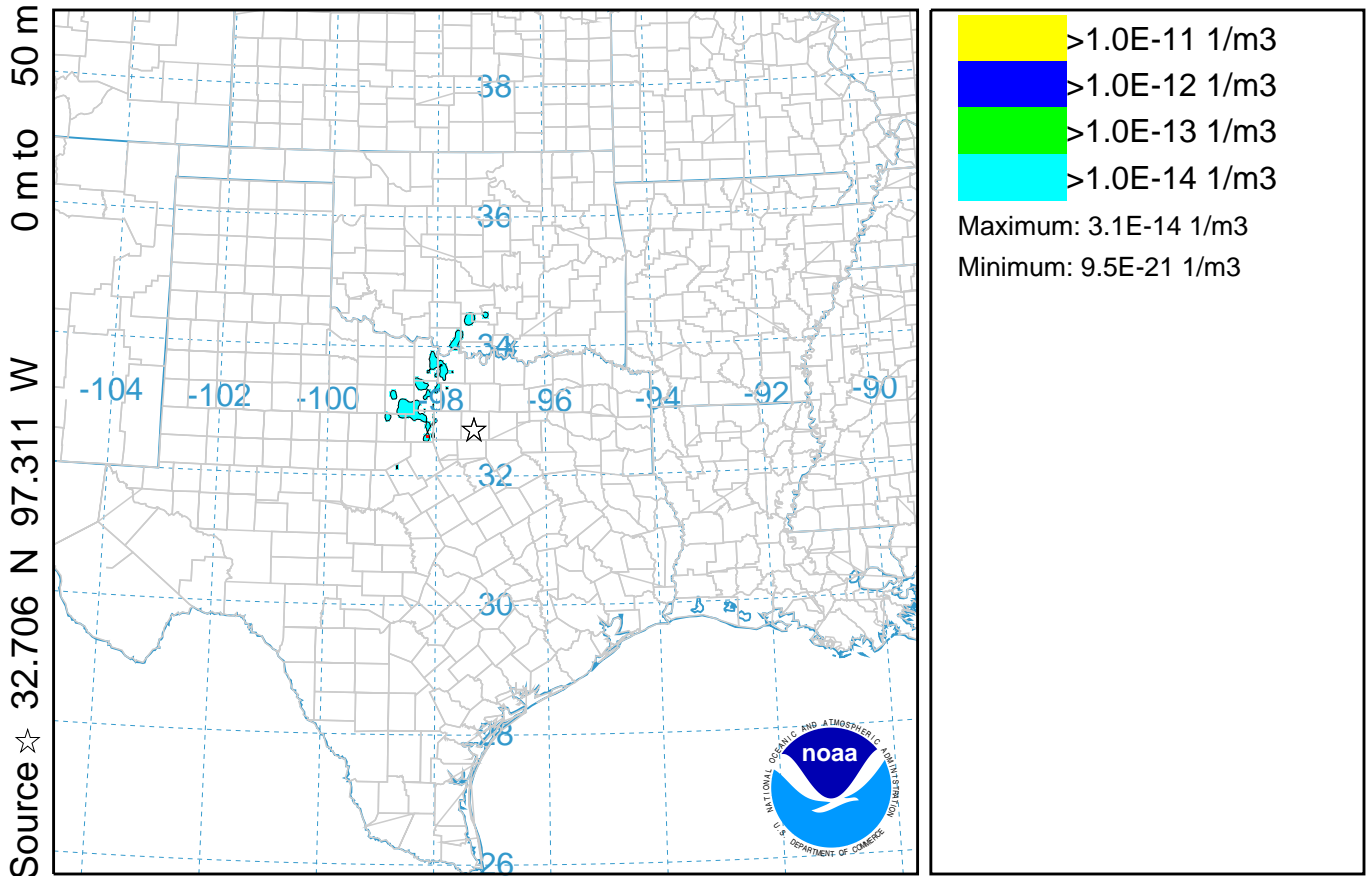 Source ☆ 32.706 N 97.311 W 0 m to 50 m
38
36
34
-104 -102 -100 -98 -96 -94 -92 -90
32
30
28
26
>1.0E-11 1/m3
>1.0E-12 1/m3
>1.0E-13 1/m3
>1.0E-14 1/m3
Maximum: 3.1E-14 1/m3
Minimum: 9.5E-21 1/m3
NATIONAL OCEANIC AND ATMOSPHERIC ADMINISTRATION
noaa
U.S. DEPARTMENT OF COMMERCE